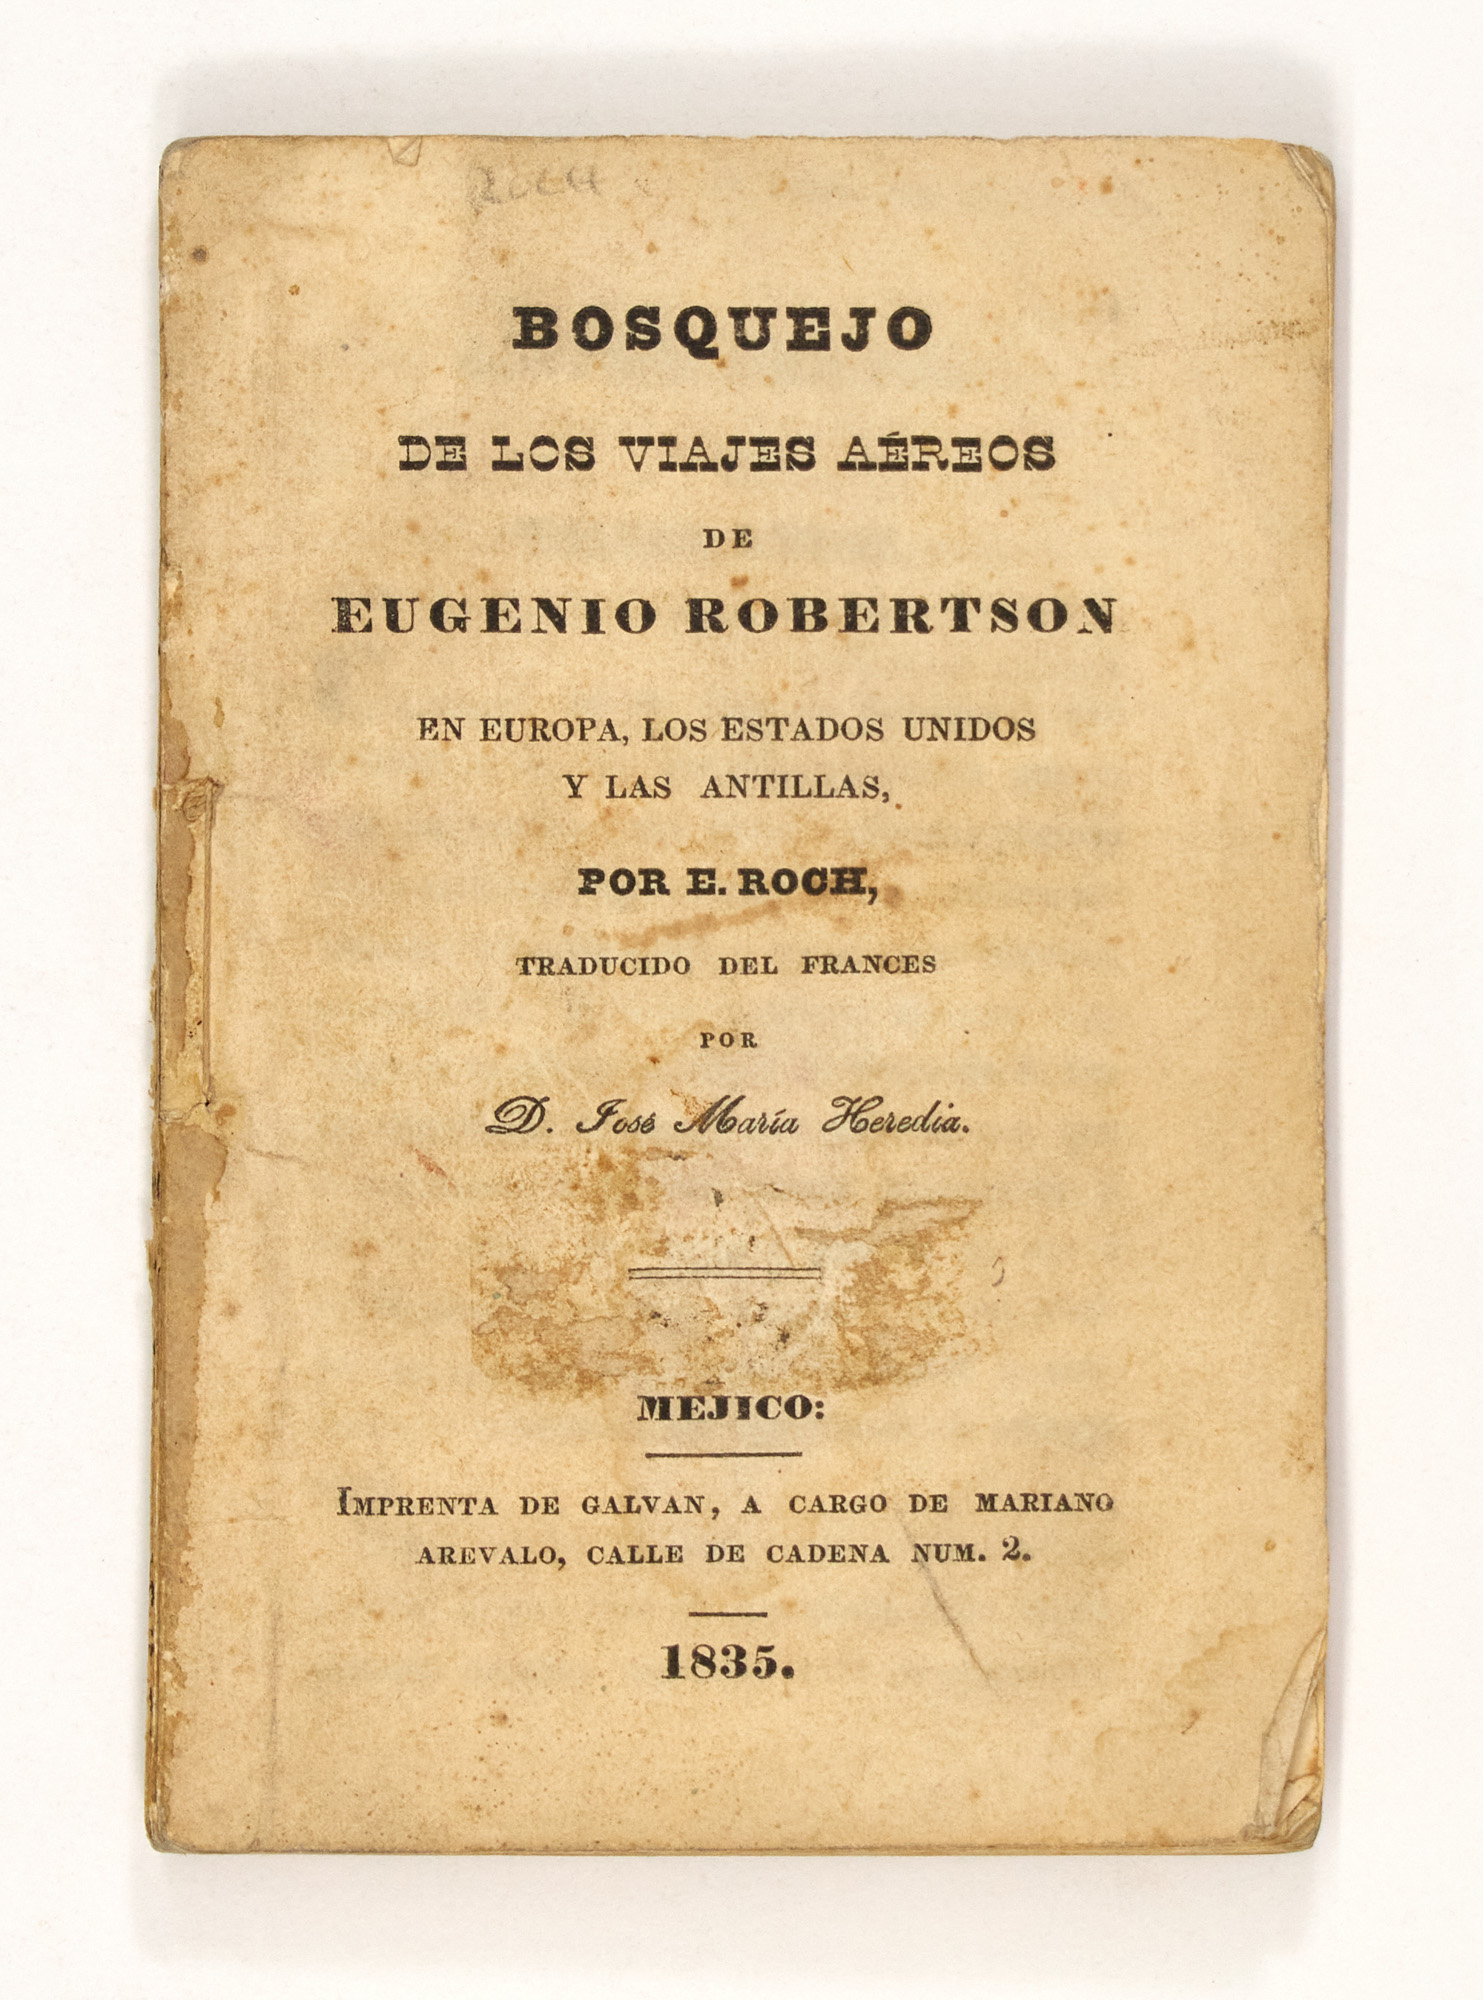 BOSQUEJO
DE LOS VIAJES AÉREOS
DE
EUGENIO ROBERTSON
EN EUROPA, LOS ESTADOS UNIDOS
Y LAS ANTILLAS,
POR E. ROCH,
TRADUCIDO DEL FRANCES
POR
D. José María Heredia.
MEJICO:
IMPRENTA DE GALVAN, A CARGO DE MARIANO
AREVALO, CALLE DE CADENA NUM. 2.
1835.